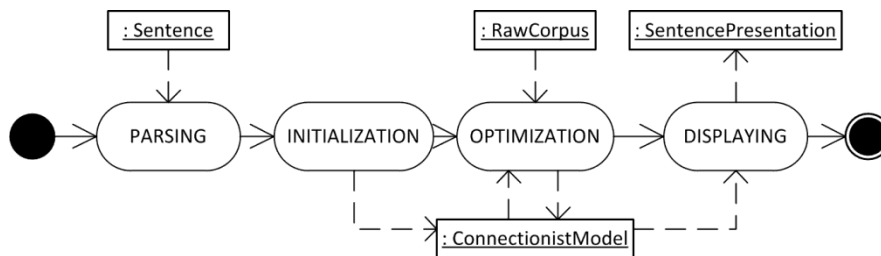 : Sentence
: RawCorpus
: SentencePresentation
PARSING
INITIALIZATION
OPTIMIZATION
DISPLAYING
: ConnectionistModel